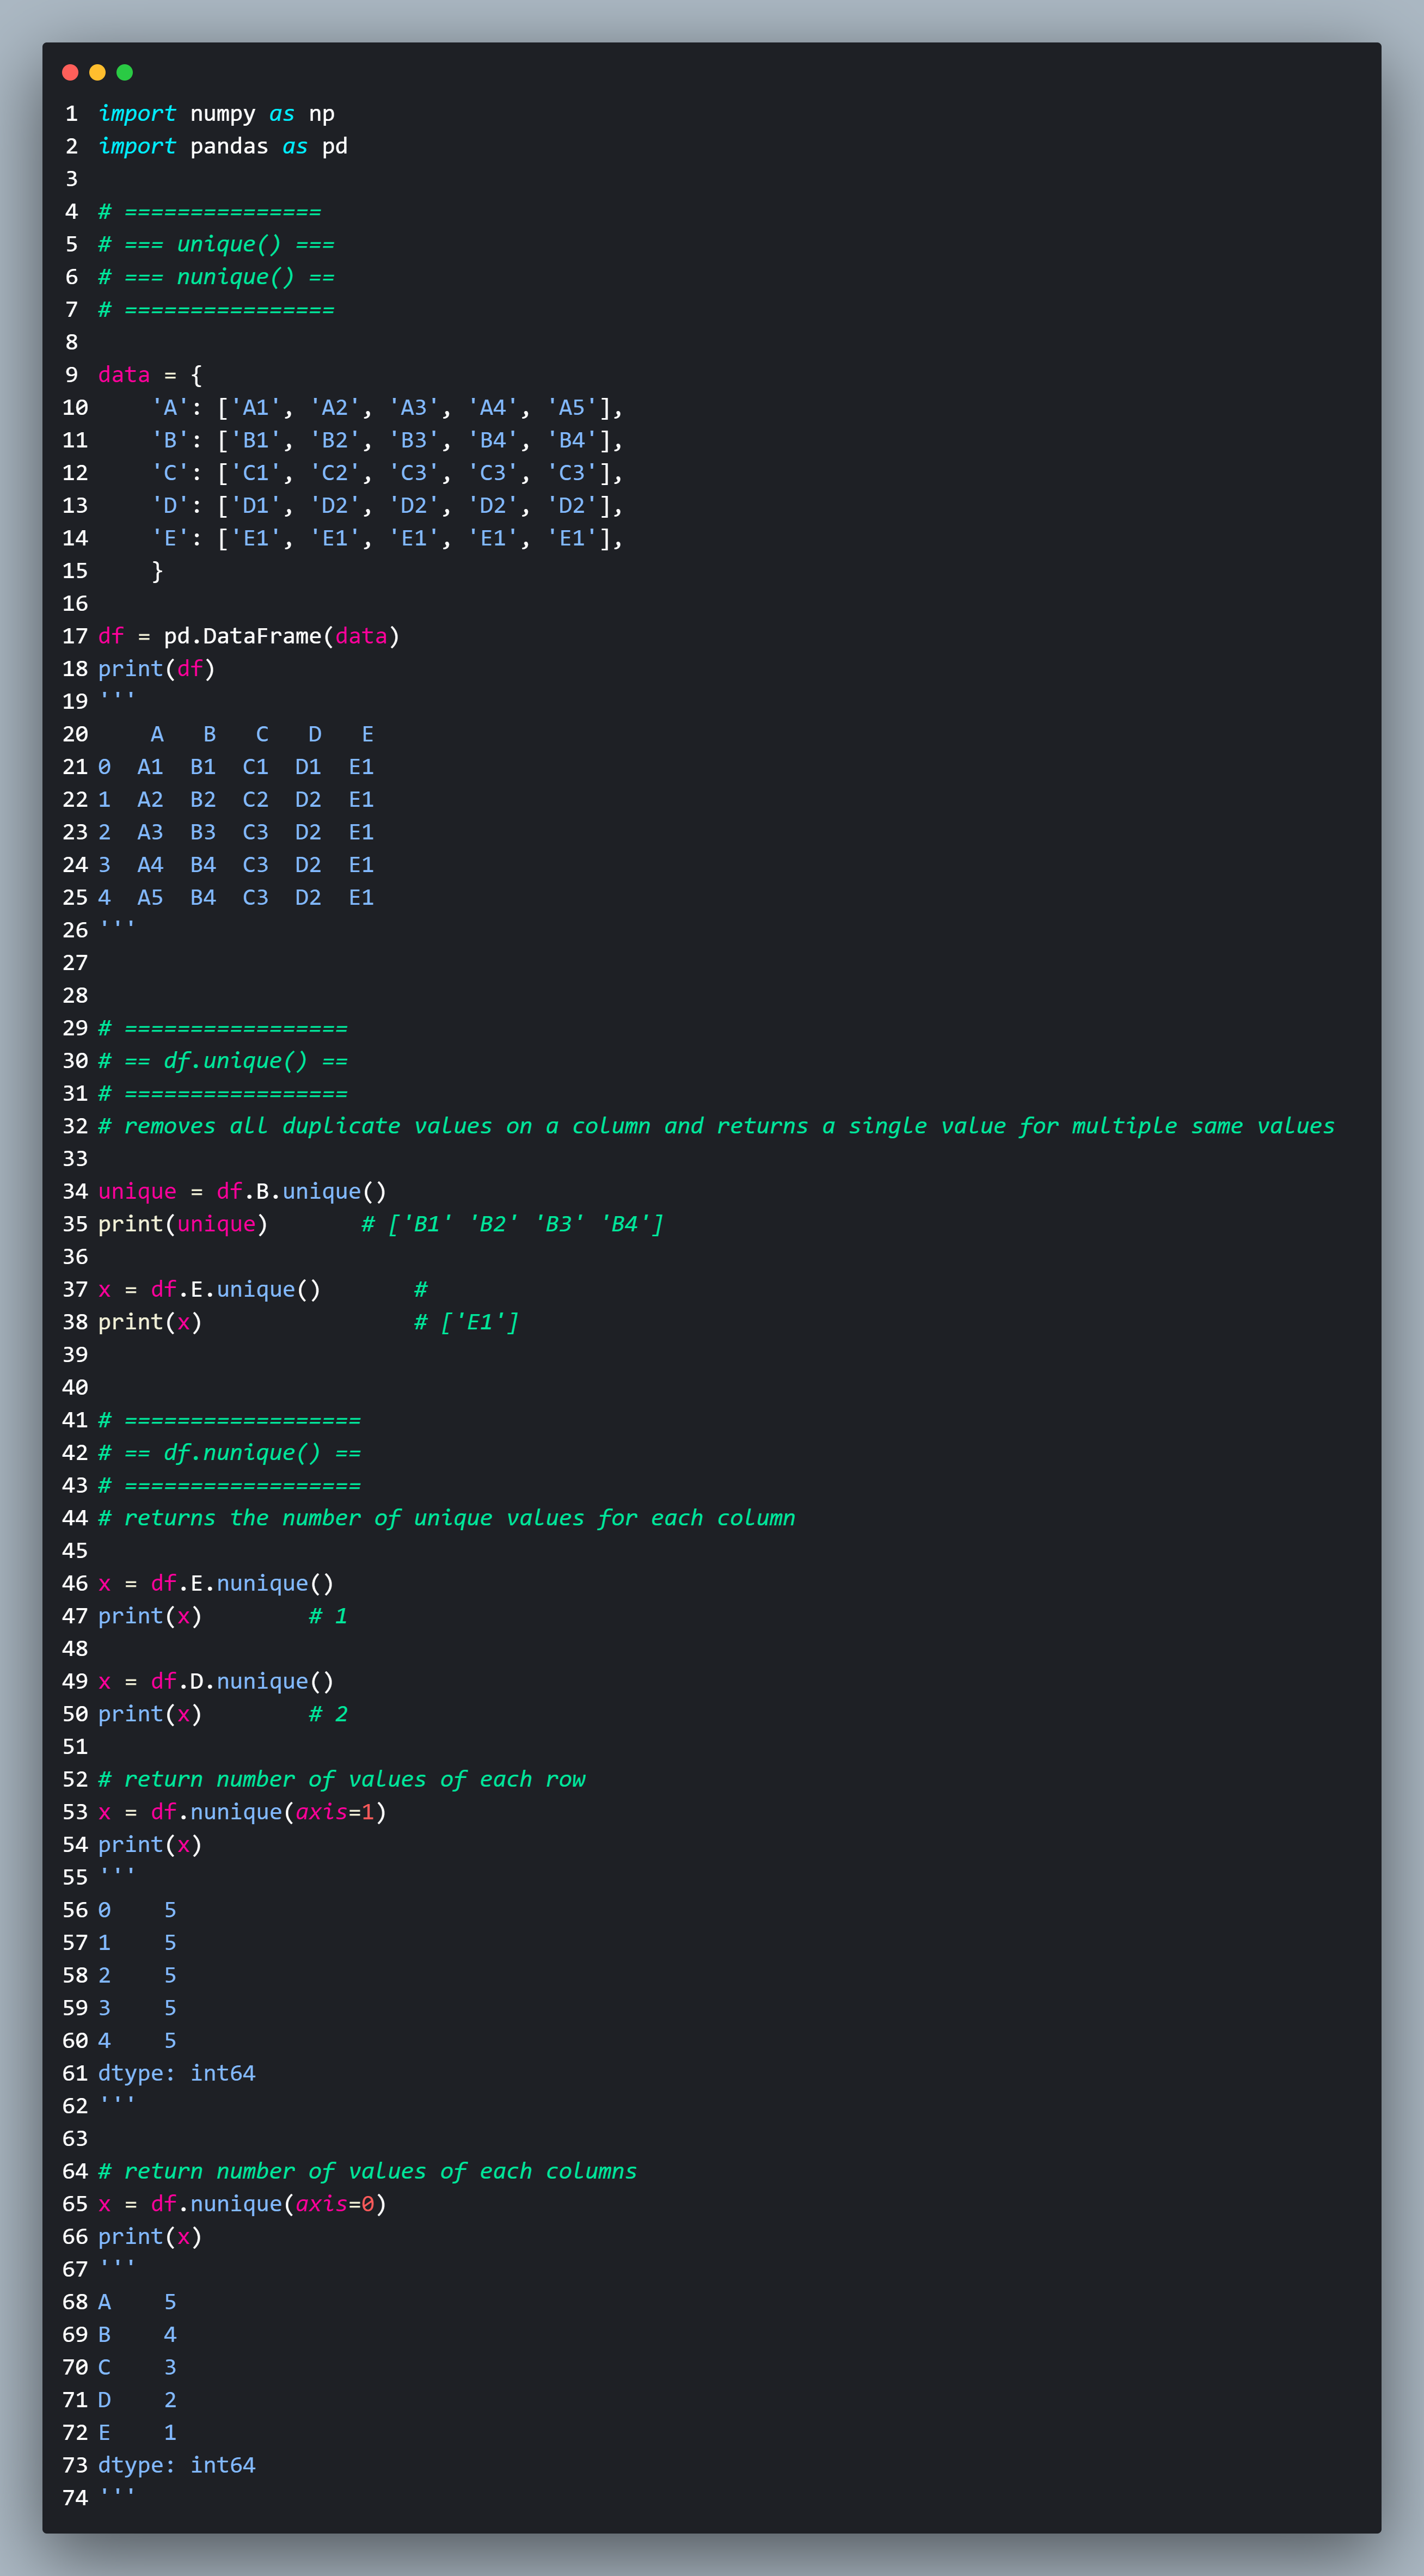 1 import numpy as np
2 import pandas as pd
3
4 # ===============
5 # === unique() ===
6 # === nunique() ==
7 # ================
8
9 data = {
10     'A': ['A1', 'A2', 'A3', 'A4', 'A5'],
11     'B': ['B1', 'B2', 'B3', 'B4', 'B4'],
12     'C': ['C1', 'C2', 'C3', 'C3', 'C3'],
13     'D': ['D1', 'D2', 'D2', 'D2', 'D2'],
14     'E': ['E1', 'E1', 'E1', 'E1', 'E1'],
15     }
16
17 df = pd.DataFrame(data)
18 print(df)
19 '''
20     A   B   C   D   E
21 0  A1  B1  C1  D1  E1
22 1  A2  B2  C2  D2  E1
23 2  A3  B3  C3  D2  E1
24 3  A4  B4  C3  D2  E1
25 4  A5  B4  C3  D2  E1
26 '''
27
28
29 # =================
30 # == df.unique() ==
31 # =================
32 # removes all duplicate values on a column and returns a single value for multiple same values
33
34 unique = df.B.unique()
35 print(unique)       # ['B1' 'B2' 'B3' 'B4']
36
37 x = df.E.unique()       #
38 print(x)                # ['E1']
39
40
41 # ==================
42 # == df.nunique() ==
43 # ==================
44 # returns the number of unique values for each column
45
46 x = df.E.nunique()
47 print(x)        # 1
48
49 x = df.D.nunique()
50 print(x)        # 2
51
52 # return number of values of each row
53 x = df.nunique(axis=1)
54 print(x)
55 '''
56 0    5
57 1    5
58 2    5
59 3    5
60 4    5
61 dtype: int64
62 '''
63
64 # return number of values of each columns
65 x = df.nunique(axis=0)
66 print(x)
67 '''
68 A    5
69 B    4
70 C    3
71 D    2
72 E    1
73 dtype: int64
74 '''